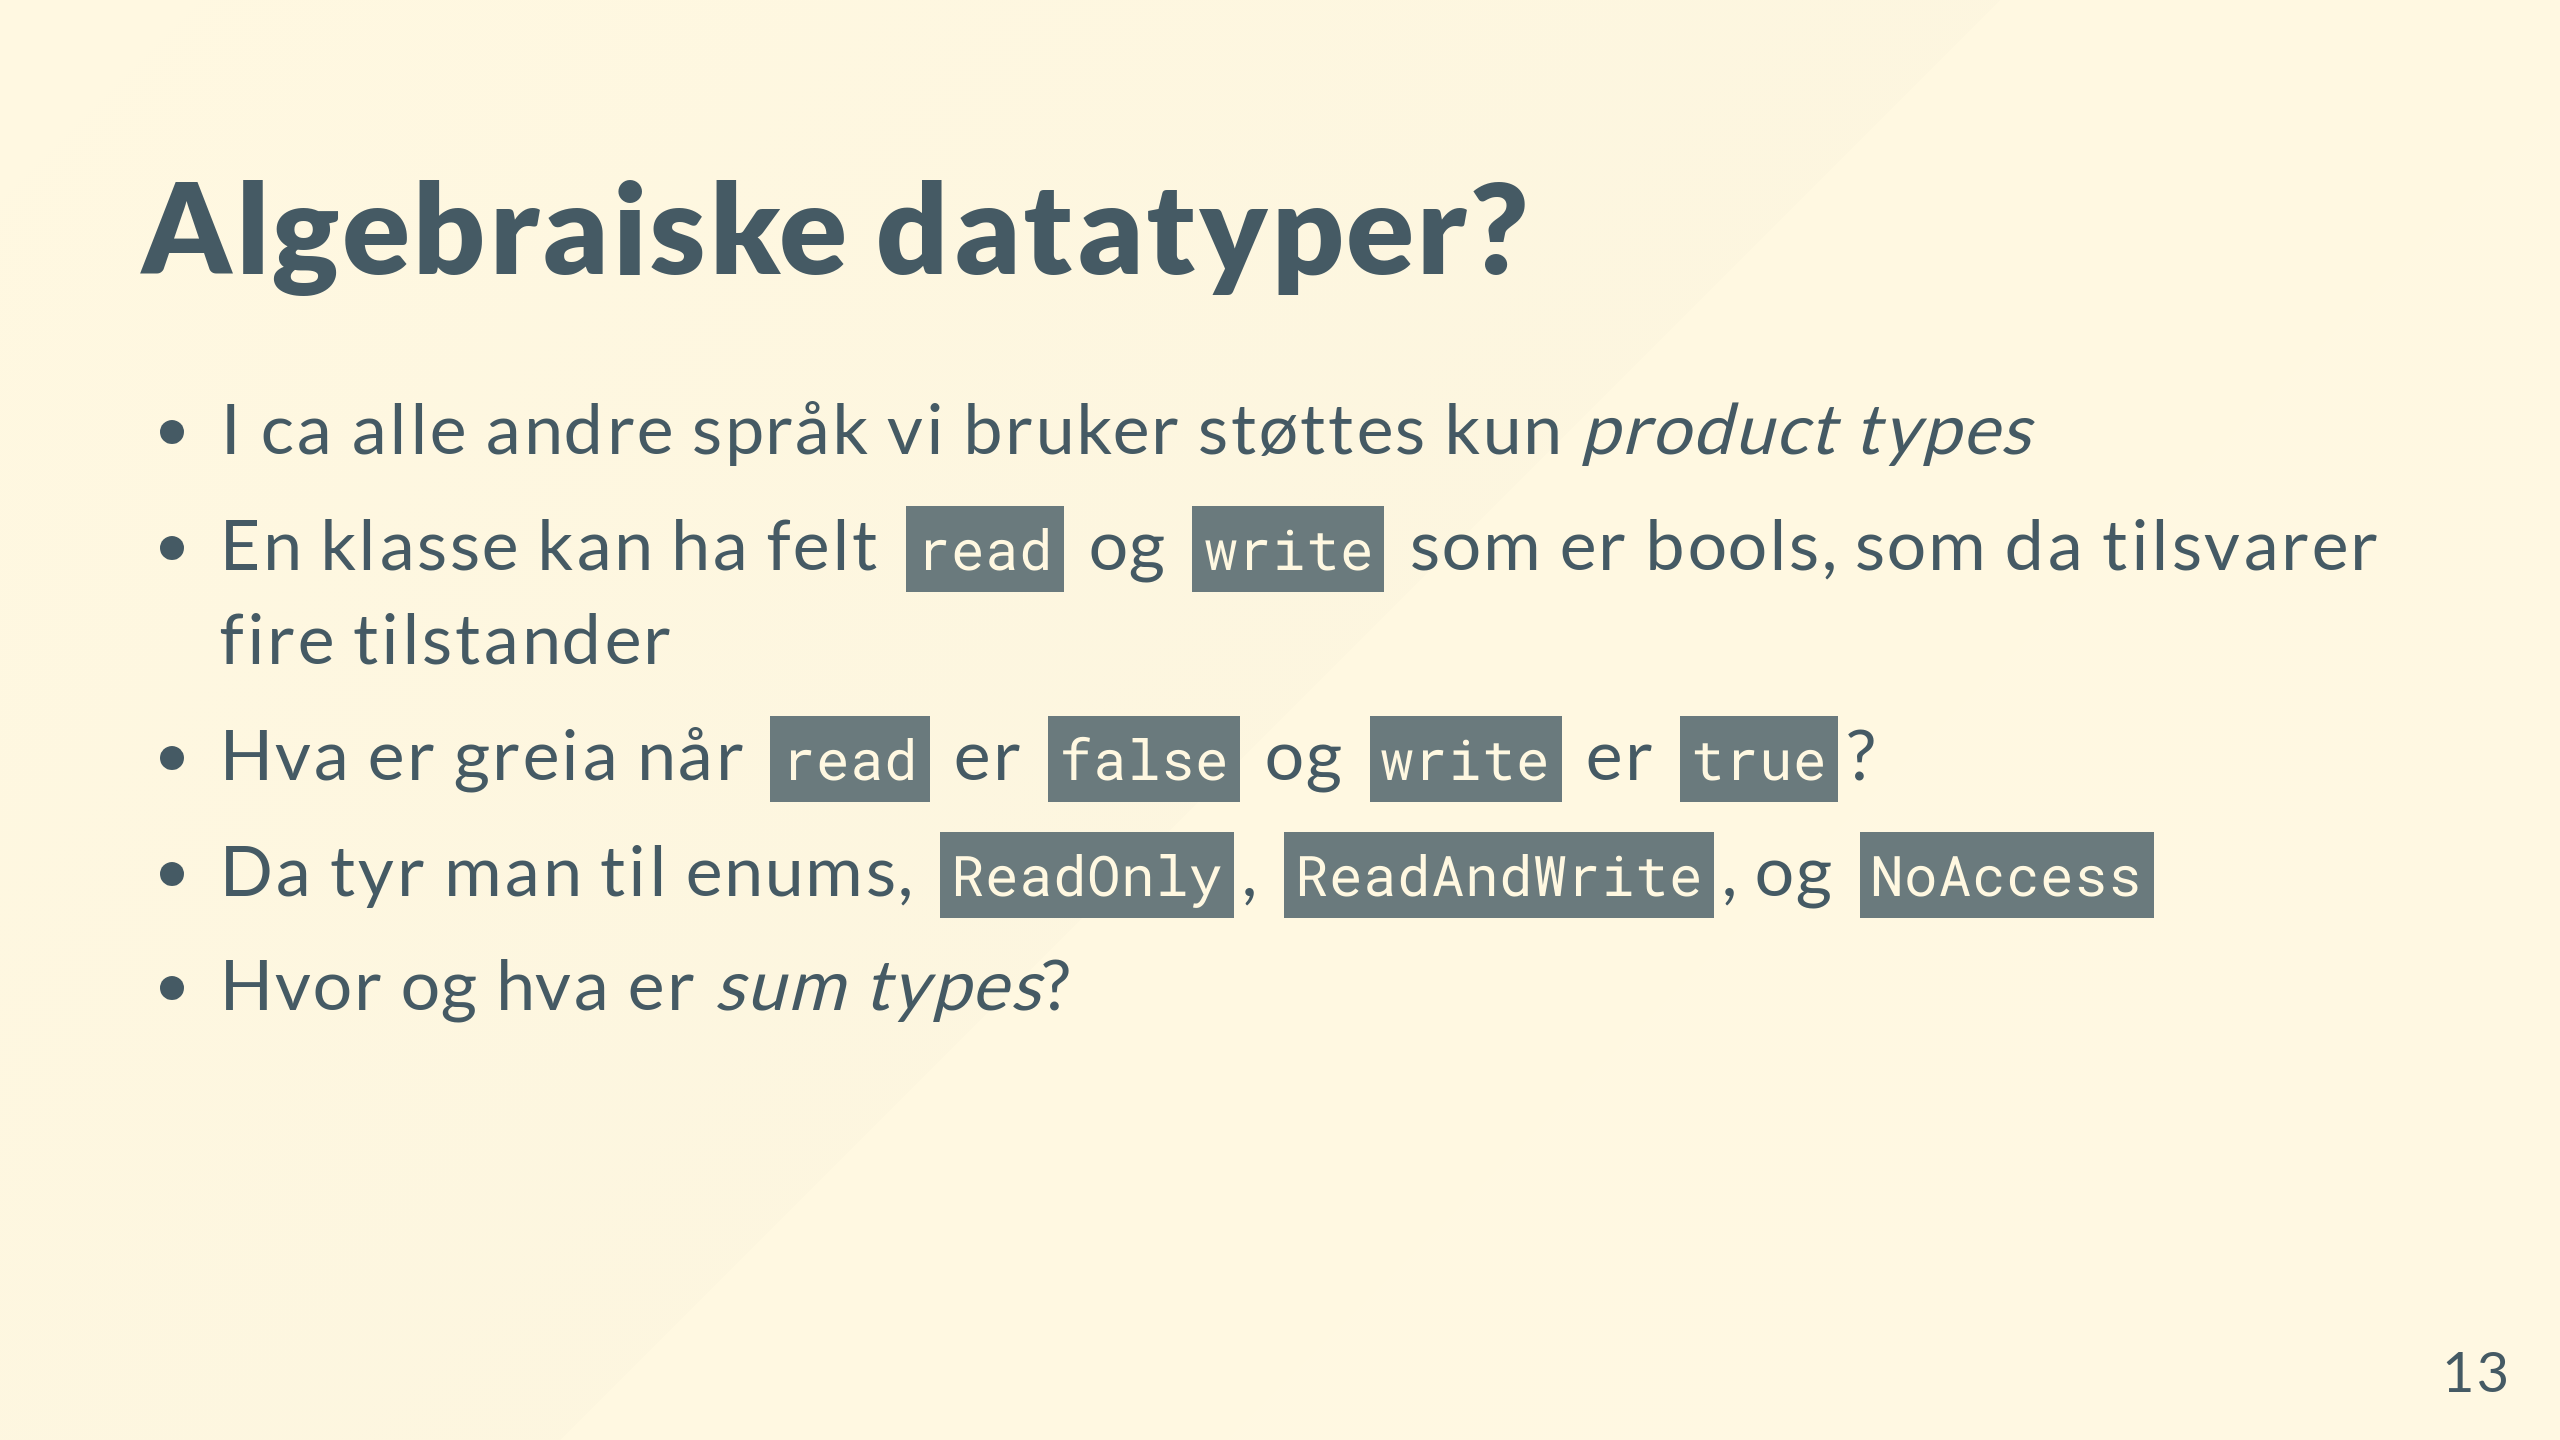 Algebraiske datatyper?
• I ca alle andre språk vi bruker støttes kun product types
• En klasse kan ha felt read og write som er bools, som da tilsvarer
fire tilstander
• Hva er greia når read er false og write er true?
• Da tyr man til enums, ReadOnly, ReadAndWrite, og NoAccess
• Hvor og hva er sum types?
13